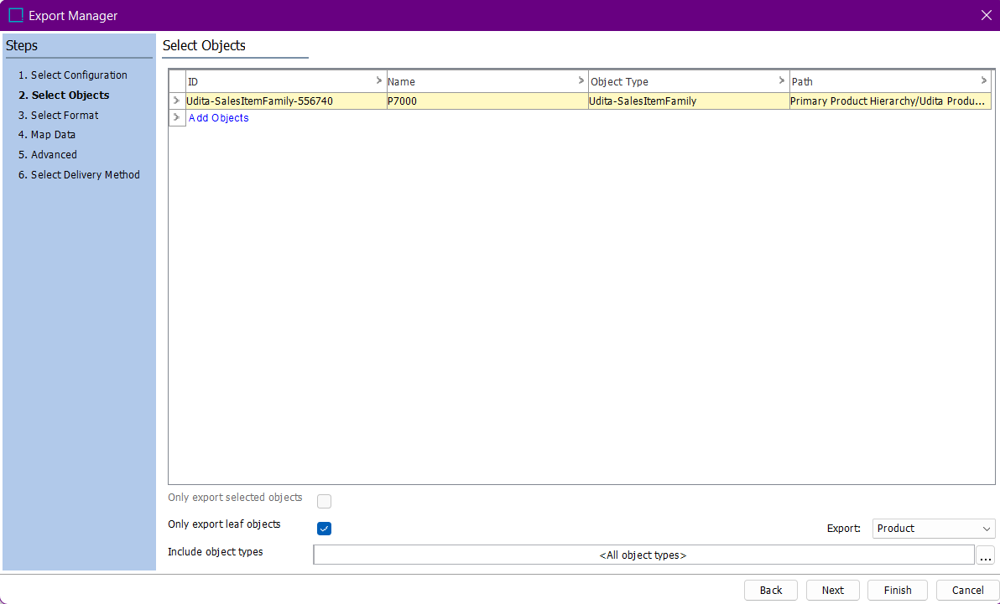 Export Manager
Steps
1. Select Configuration
2. Select Objects
3. Select Format
4. Map Data
5. Advanced
6. Select Delivery Method
Select Objects
ID > Name > Object Type > Path >
> Udita-SalesItemFamily-556740 P7000 Udita-SalesItemFamily Primary Product Hierarchy/Udita Produ...
> Add Objects
Only export selected objects
Only export leaf objects
Export: Product
Include object types <All object types> ...
Back Next Finish Cancel